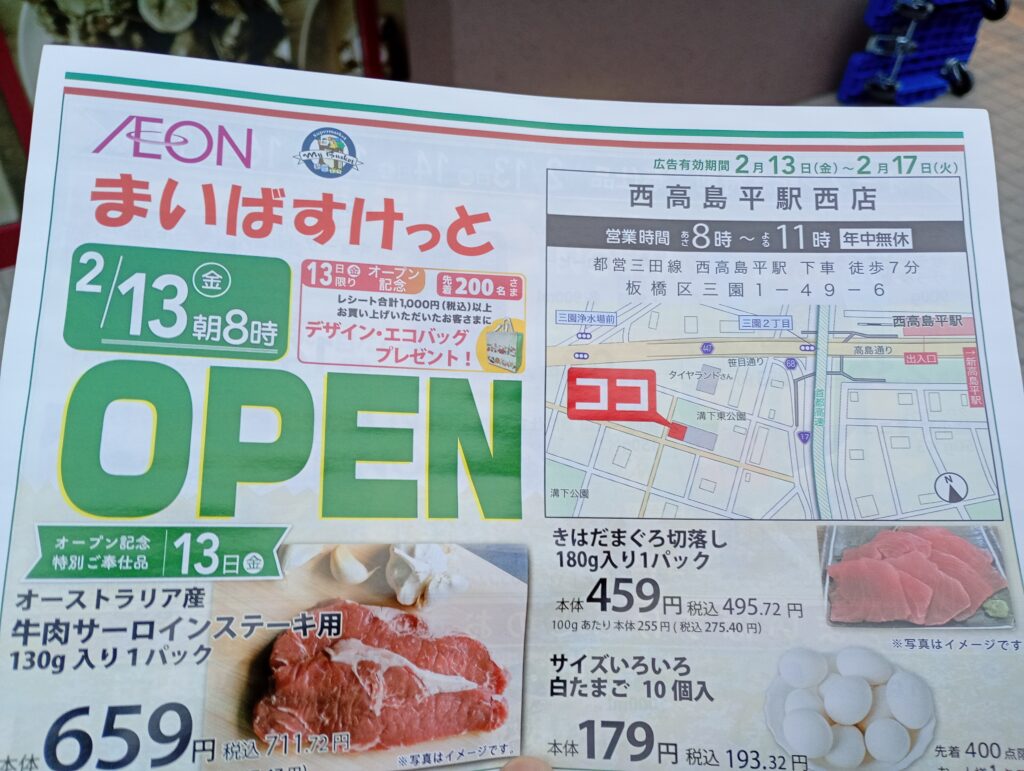 ÆON
まいばすけっと
2/13(金)朝8時
13日(金)限り オープン記念 先着200名さま
レシート合計1,000円(税込)以上
お買い上げいただいたお客さまに
デザイン・エコバッグ
プレゼント!
OPEN
広告有効期間 2月13日(金)~2月17日(火)
西高島平駅西店
営業時間 あさ8時~よる11時 年中無休
都営三田線 西高島平駅 下車 徒歩7分
板橋区三園1-49-6
三園浄水場前
三園2丁目
西高島平駅
447
笹目通り
68
高島通り
出入口
→新高島平駅
タイヤランドさん
ココ
溝下東公園
首都高速
17
溝下公園
N
オープン記念
特別ご奉仕品 13日(金)
オーストラリア産
牛肉サーロインステーキ用
130g入り1パック
本体659円 税込711.72円
※写真はイメージです。
きはだまぐろ切落し
180g入り1パック
本体459円 税込495.72円
100gあたり本体255円(税込275.40円)
※写真はイメージです
サイズいろいろ
白たまご 10個入
本体179円 税込193.32円
先着400点限